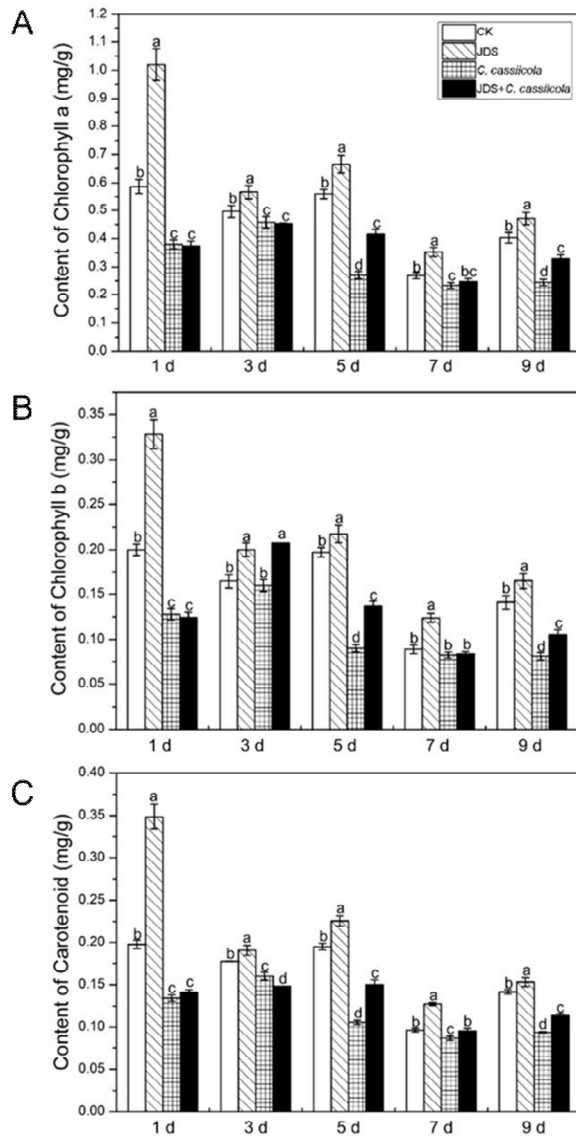 A
Content of Chlorophyll a (mg/g)
1.2
1.1
1.0
0.9
0.8
0.7
0.6
0.5
0.4
0.3
0.2
0.1
0.0
CK
JDS
C. cassiicola
JDS+C. cassiicola
b a c c
b a c c
b a d c
b a c bc
b a d c
1 d 3 d 5 d 7 d 9 d
B
Content of Chlorophyll b (mg/g)
0.35
0.30
0.25
0.20
0.15
0.10
0.05
0.00
b a c c
b a b a
b a d c
b a b b
b a d c
1 d 3 d 5 d 7 d 9 d
C
Content of Carotenoid (mg/g)
0.40
0.35
0.30
0.25
0.20
0.15
0.10
0.05
0.00
b a c c
b a c d
b a d c
b a c b
b a d c
1 d 3 d 5 d 7 d 9 d